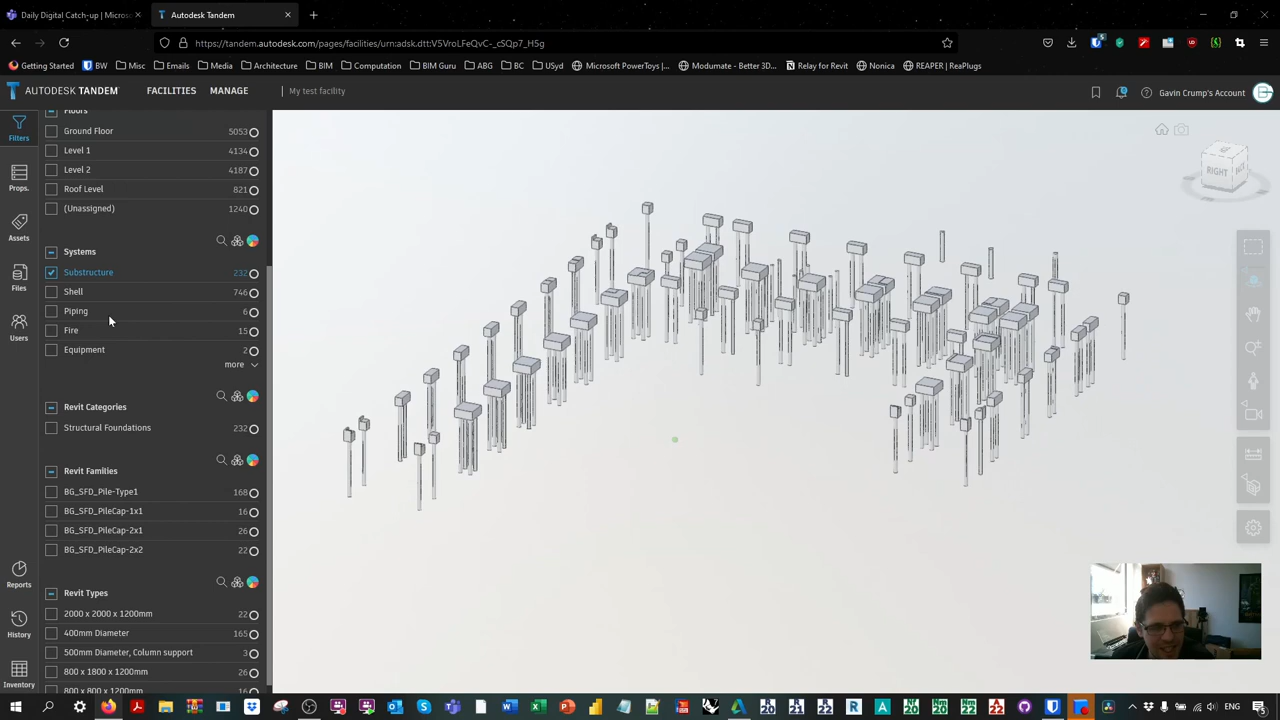 Daily Digital Catch-up | Micros
Autodesk Tandem
https://tandem.autodesk.com/pages/facilities/urn:adsk.dtt:V5VroLFeQvC-_cSQp7_H5g
Getting Started
BW
Misc
Emails
Media
Architecture
BIM
Computation
BIM Guru
ABG
BC
USyd
Microsoft PowerToys |...
Modumate - Better 3D...
Relay for Revit
Nonica
REAPER | ReaPlugs
AUTODESK TANDEM
FACILITIES
MANAGE
My test facility
Gavin Crump's Account
Filters
Props.
Assets
Files
Users
Reports
History
Inventory
Floors
Ground Floor 5053
Level 1 4134
Level 2 4187
Roof Level 821
(Unassigned) 1240
Systems
Substructure 232
Shell 746
Piping 6
Fire 15
Equipment 2
more
Revit Categories
Structural Foundations 232
Revit Families
BG_SFD_Pile-Type1 168
BG_SFD_PileCap-1x1 16
BG_SFD_PileCap-2x1 26
BG_SFD_PileCap-2x2 22
Revit Types
2000 x 2000 x 1200mm 22
400mm Diameter 165
500mm Diameter, Column support 3
800 x 1800 x 1200mm 26
800 x 800 x 1200mm 16
RIGHT
ENG